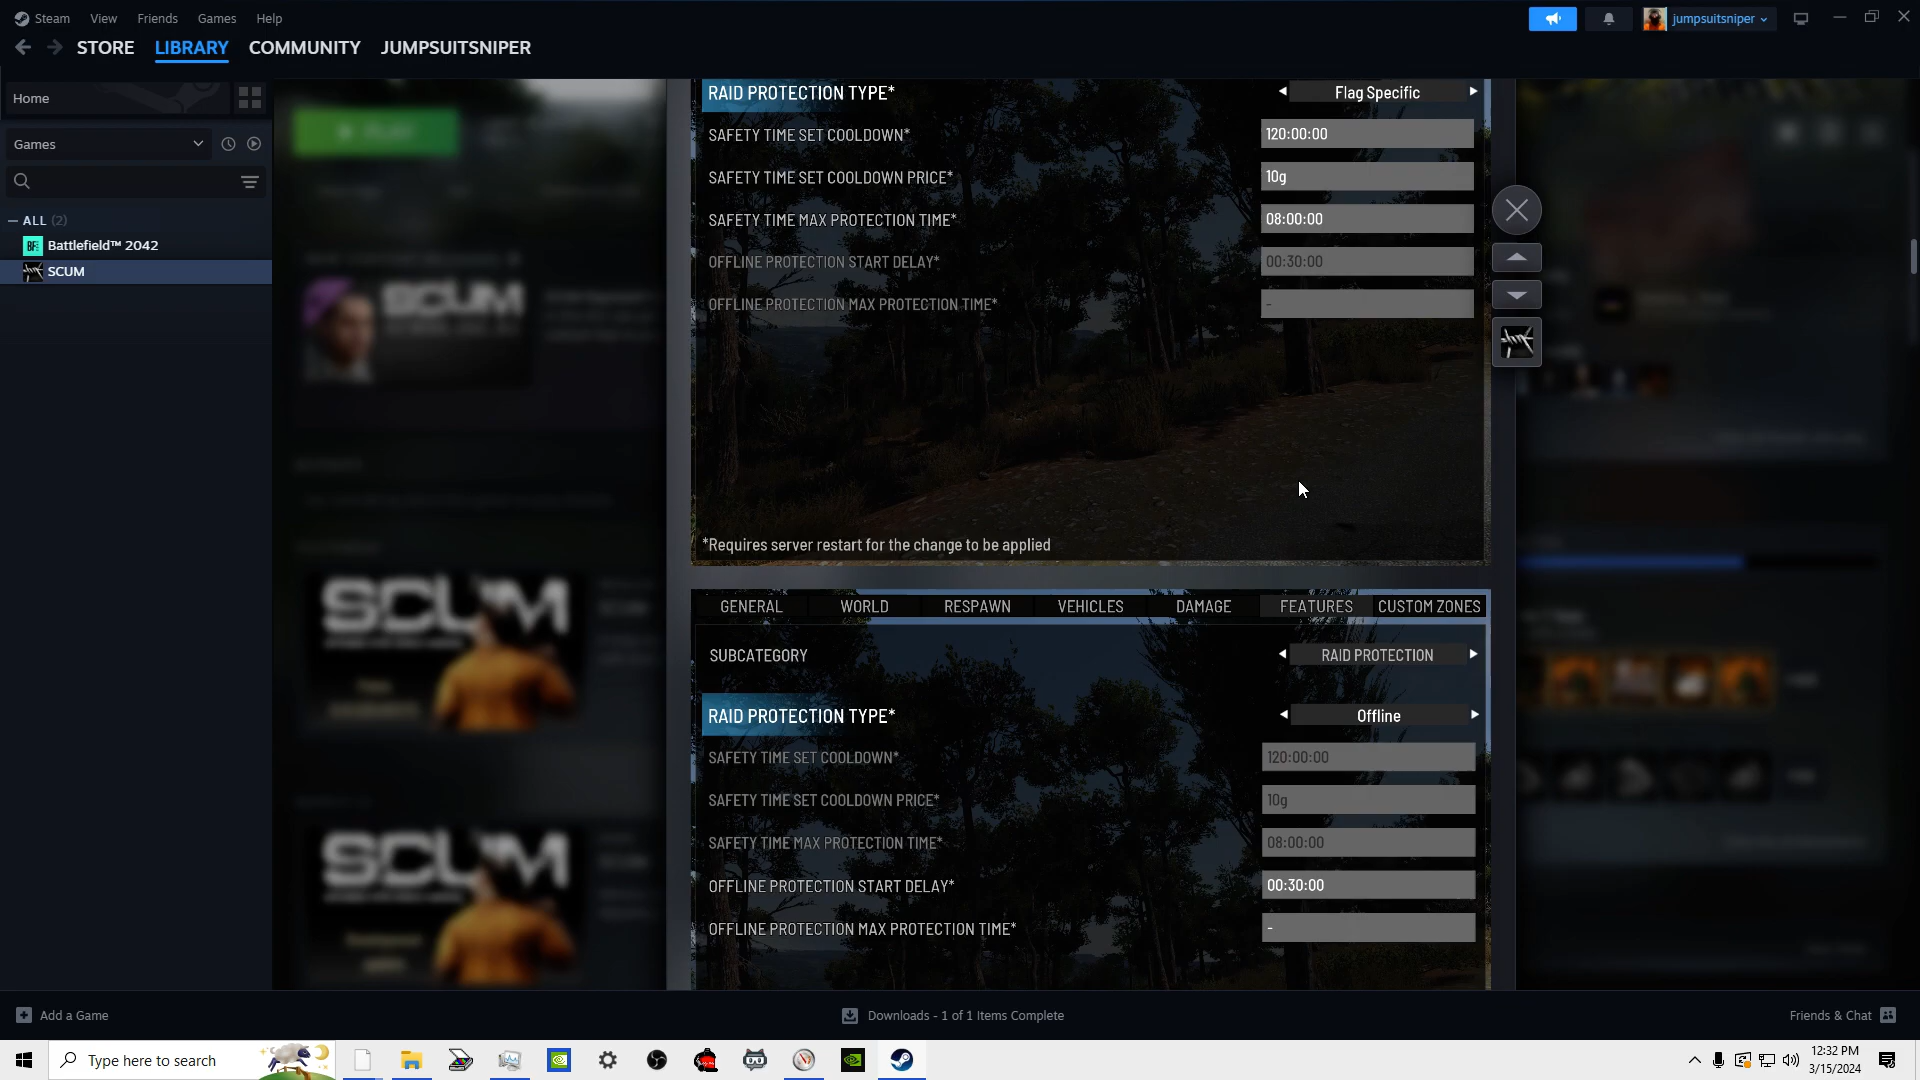 Steam View Friends Games Help
jumpsuitsniper
STORE LIBRARY COMMUNITY JUMPSUITSNIPER
Home
Games
ALL (2)
Battlefield™ 2042
SCUM
PLAY
SCUM
SCUM
SCUM
RAID PROTECTION TYPE* Flag Specific
SAFETY TIME SET COOLDOWN* 120:00:00
SAFETY TIME SET COOLDOWN PRICE* 10g
SAFETY TIME MAX PROTECTION TIME* 08:00:00
OFFLINE PROTECTION START DELAY* 00:30:00
OFFLINE PROTECTION MAX PROTECTION TIME* -
*Requires server restart for the change to be applied
GENERAL WORLD RESPAWN VEHICLES DAMAGE FEATURES CUSTOM ZONES
SUBCATEGORY RAID PROTECTION
RAID PROTECTION TYPE* Offline
SAFETY TIME SET COOLDOWN* 120:00:00
SAFETY TIME SET COOLDOWN PRICE* 10g
SAFETY TIME MAX PROTECTION TIME* 08:00:00
OFFLINE PROTECTION START DELAY* 00:30:00
OFFLINE PROTECTION MAX PROTECTION TIME* -
Add a Game
Downloads - 1 of 1 Items Complete
Friends & Chat
Type here to search
12:32 PM
3/15/2024